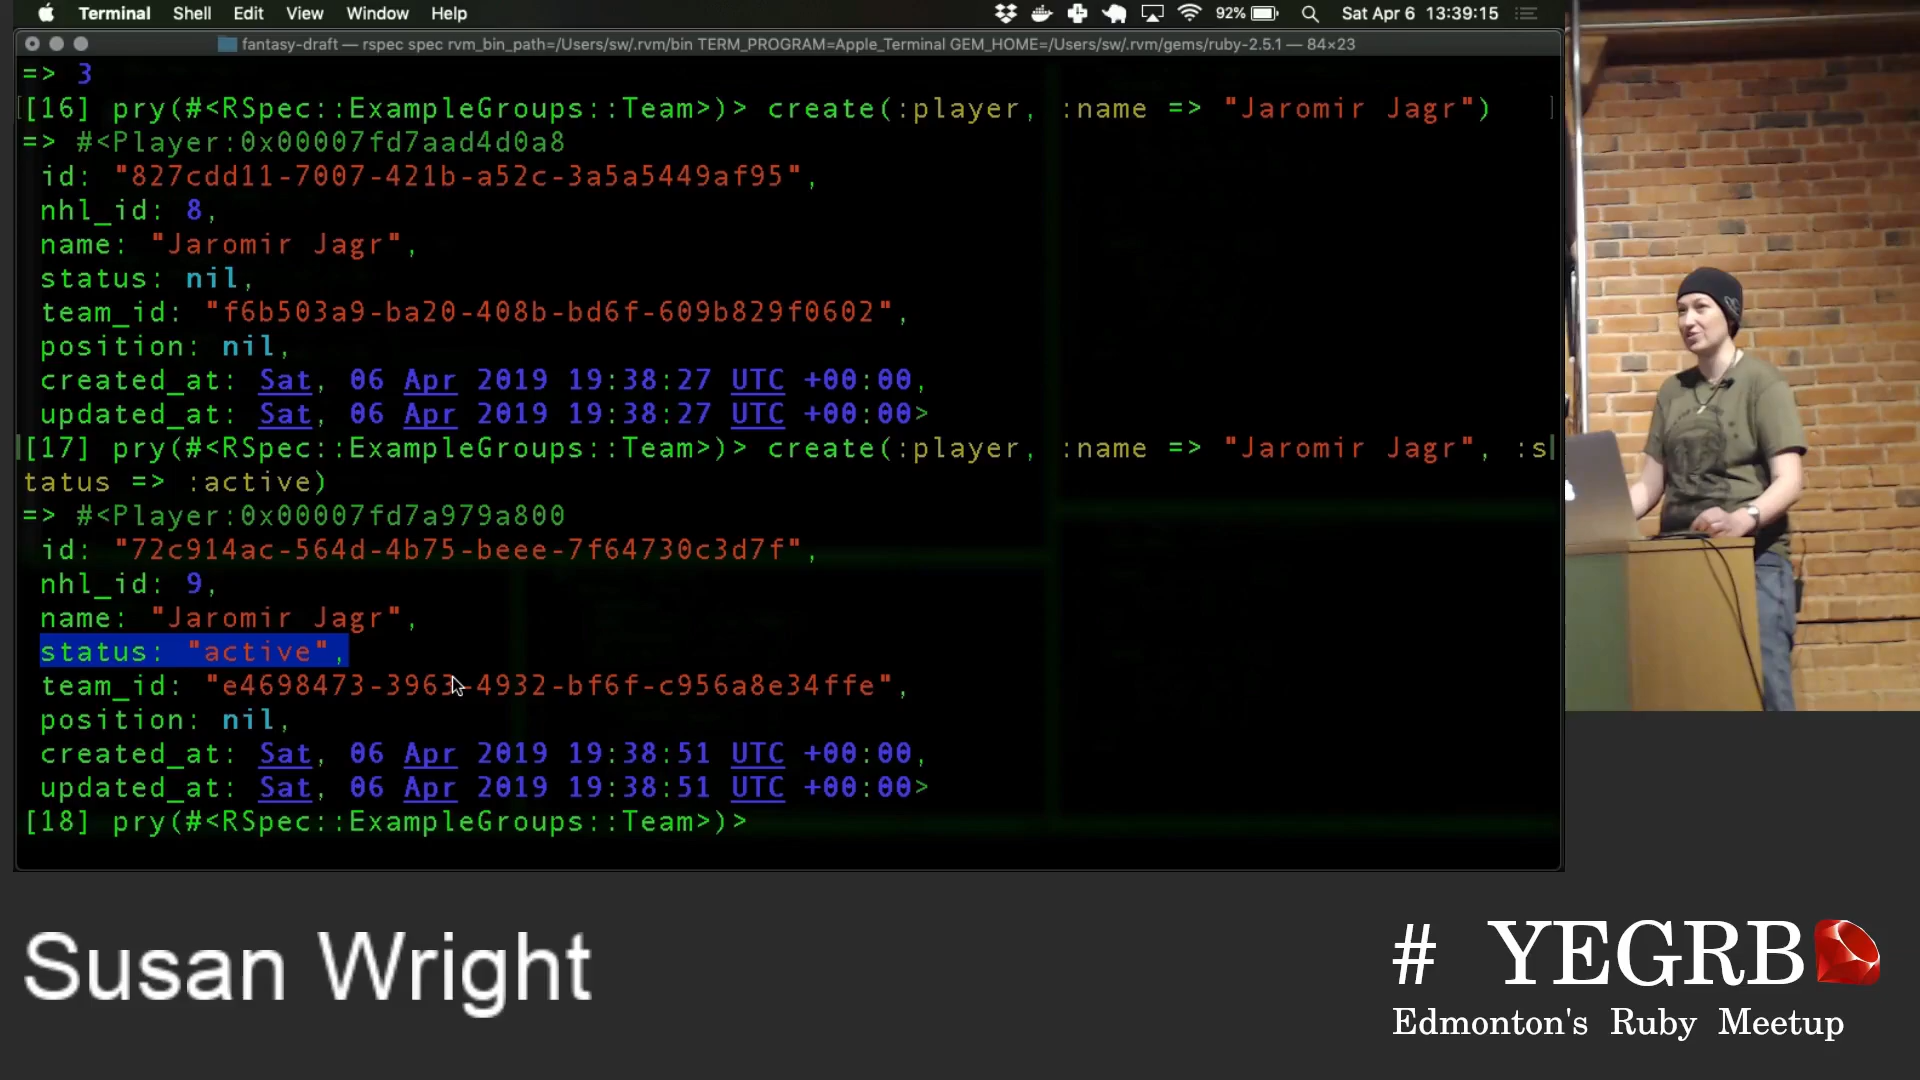 Terminal Shell Edit View Window Help 92% Sat Apr 6 13:39:15
fantasy-draft — rspec spec rvm_bin_path=/Users/sw/.rvm/bin TERM_PROGRAM=Apple_Terminal GEM_HOME=/Users/sw/.rvm/gems/ruby-2.5.1 — 84×23
=> 3
[16] pry(#<RSpec::ExampleGroups::Team>)> create(:player, :name => "Jaromir Jagr")
=> #<Player:0x00007fd7aad4d0a8
id: "827cdd11-7007-421b-a52c-3a5a5449af95",
nhl_id: 8,
name: "Jaromir Jagr",
status: nil,
team_id: "f6b503a9-ba20-408b-bd6f-609b829f0602",
position: nil,
created_at: Sat, 06 Apr 2019 19:38:27 UTC +00:00,
updated_at: Sat, 06 Apr 2019 19:38:27 UTC +00:00>
[17] pry(#<RSpec::ExampleGroups::Team>)> create(:player, :name => "Jaromir Jagr", :s
tatus => :active)
=> #<Player:0x00007fd7a979a800
id: "72c914ac-564d-4b75-beee-7f64730c3d7f",
nhl_id: 9,
name: "Jaromir Jagr",
status: "active",
team_id: "e4698473-3963-4932-bf6f-c956a8e34ffe",
position: nil,
created_at: Sat, 06 Apr 2019 19:38:51 UTC +00:00,
updated_at: Sat, 06 Apr 2019 19:38:51 UTC +00:00>
[18] pry(#<RSpec::ExampleGroups::Team>)>
Susan Wright
# YEGRB
Edmonton's Ruby Meetup